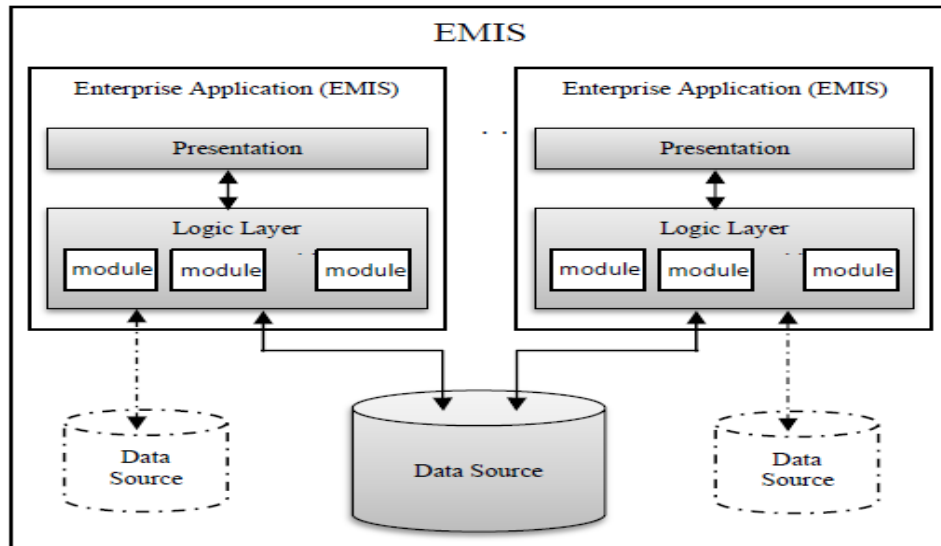 EMIS
Enterprise Application (EMIS)
Presentation
Logic Layer
module module module
Enterprise Application (EMIS)
Presentation
Logic Layer
module module module
Data
Source
Data Source
Data
Source